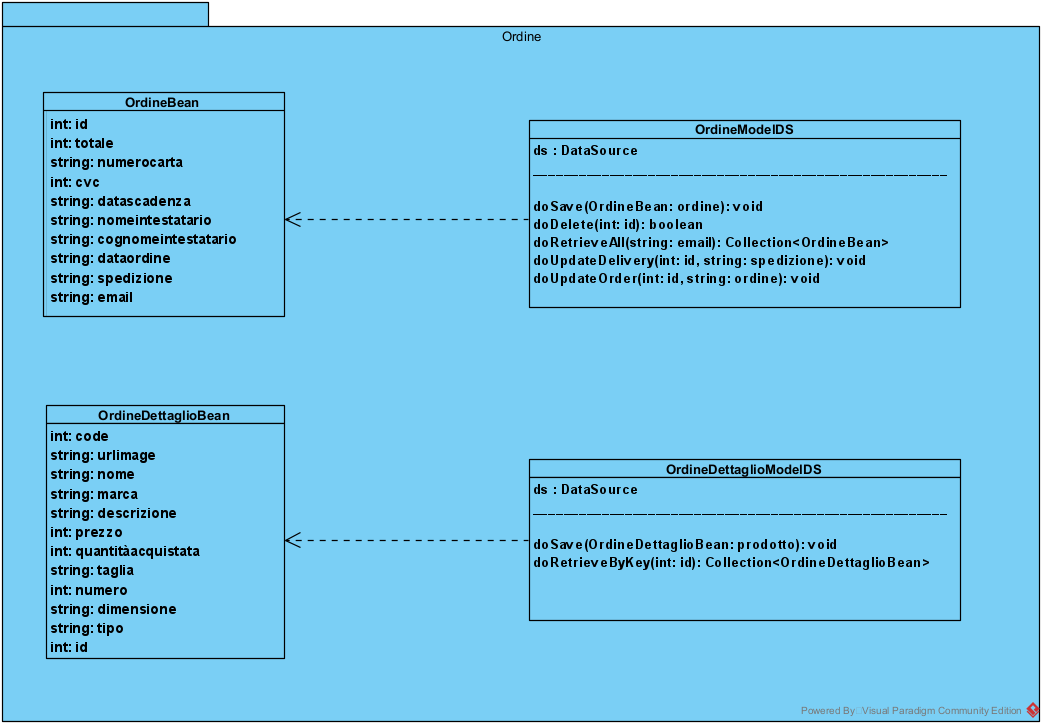 Ordine
OrdineBean
int: id
int: totale
string: numerocarta
int: cvc
string: datascadenza
string: nomeintestatario
string: cognomeintestatario
string: dataordine
string: spedizione
string: email
OrdineModelDS
ds : DataSource
doSave(OrdineBean: ordine): void
doDelete(int: id): boolean
doRetrieveAll(string: email): Collection<OrdineBean>
doUpdateDelivery(int: id, string: spedizione): void
doUpdateOrder(int: id, string: ordine): void
OrdineDettaglioBean
int: code
string: urlimage
string: nome
string: marca
string: descrizione
int: prezzo
int: quantitàacquistata
string: taglia
int: numero
string: dimensione
string: tipo
int: id
OrdineDettaglioModelDS
ds : DataSource
doSave(OrdineDettaglioBean: prodotto): void
doRetrieveByKey(int: id): Collection<OrdineDettaglioBean>
Powered By Visual Paradigm Community Edition